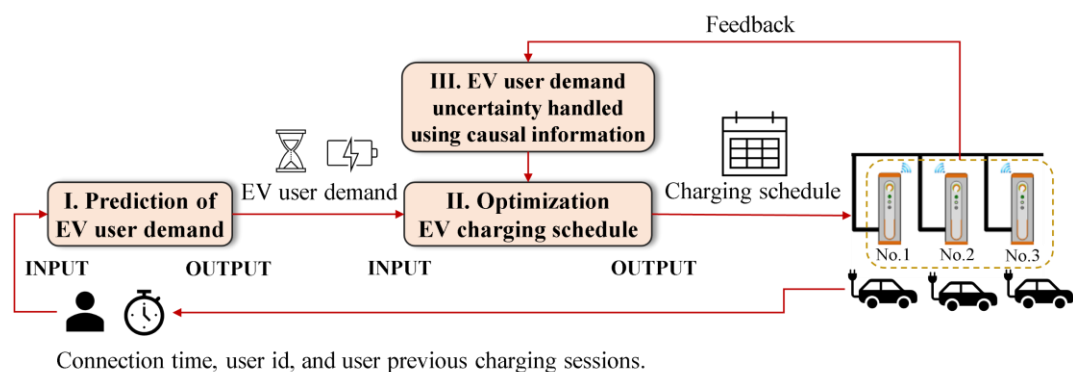 Feedback
III. EV user demand
uncertainty handled
using causal information
EV user demand
Charging schedule
I. Prediction of
EV user demand
II. Optimization
EV charging schedule
No.1
No.2
No.3
INPUT
OUTPUT
INPUT
OUTPUT
Connection time, user id, and user previous charging sessions.